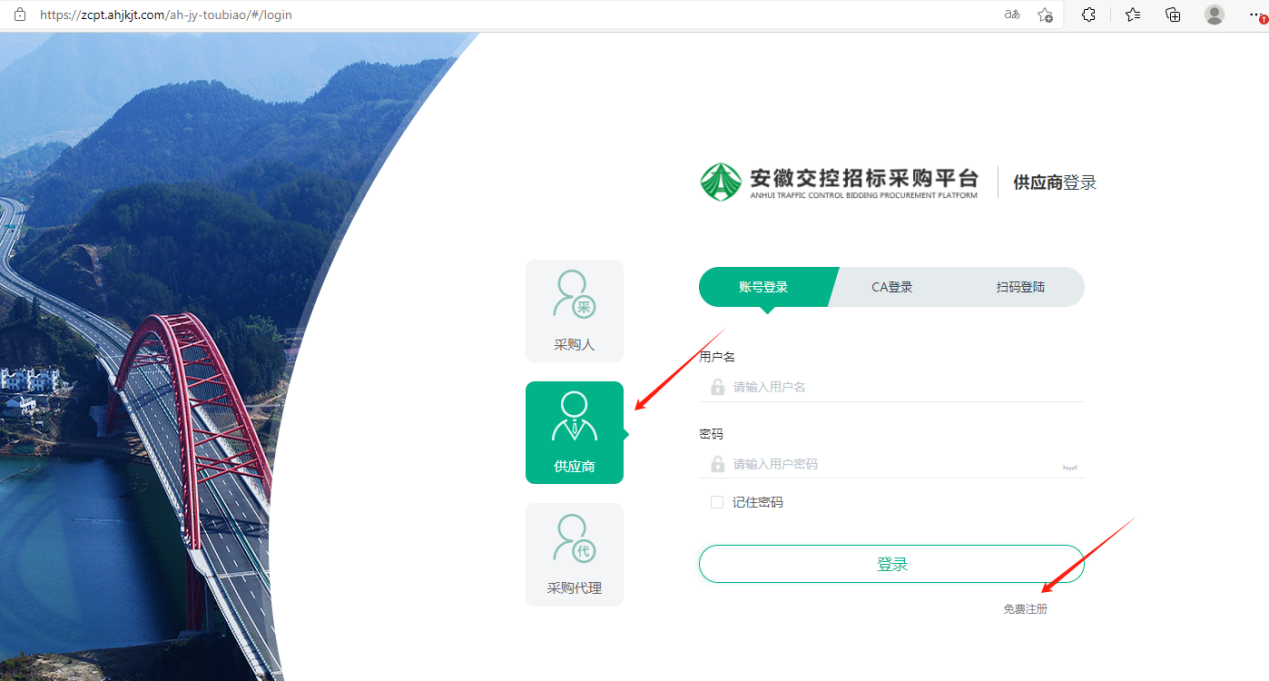 https://zcpt.ahjkjt.com/ah-jy-toubiao/#/login
安徽交控招标采购平台
ANHUI TRAFFIC CONTROL BIDDING PROCUREMENT PLATFORM
供应商登录
采
采购人
供应商
代
采购代理
账号登录
CA登录
扫码登陆
用户名
请输入用户名
密码
请输入用户密码
记住密码
登录
免费注册